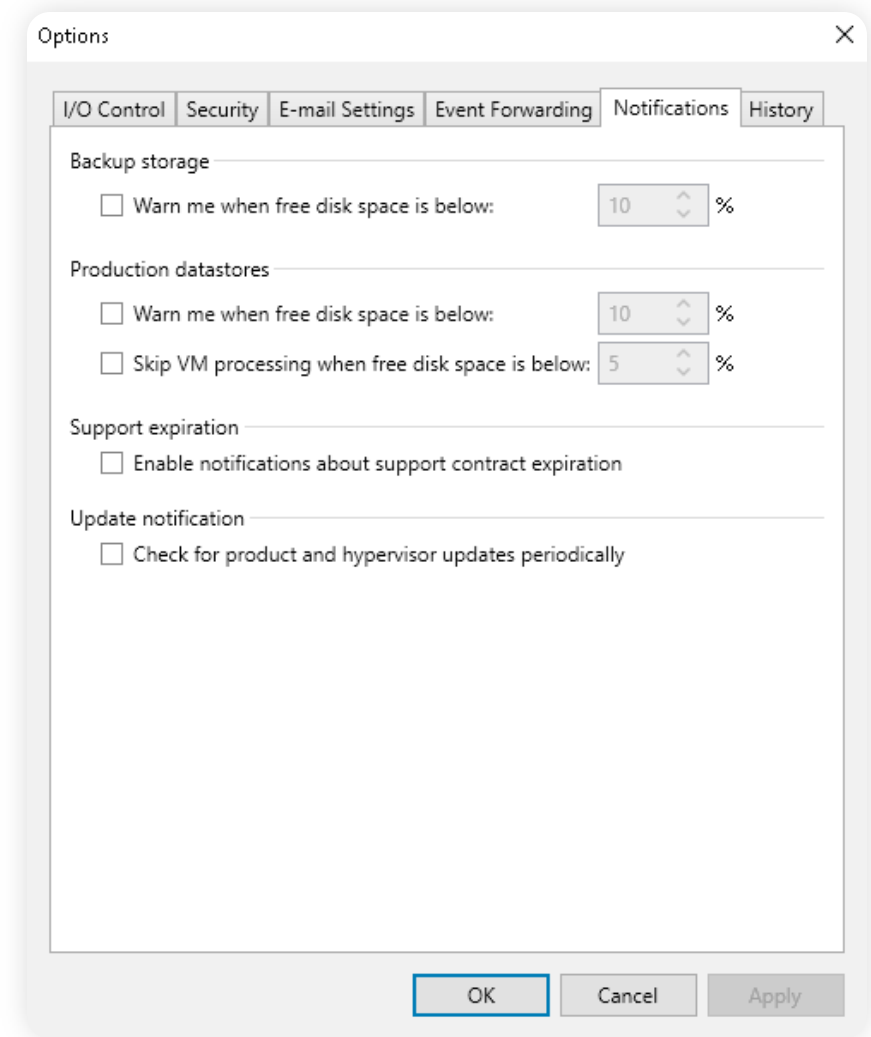 Options
I/O Control Security E-mail Settings Event Forwarding Notifications History
Backup storage
Warn me when free disk space is below: 10 %
Production datastores
Warn me when free disk space is below: 10 %
Skip VM processing when free disk space is below: 5 %
Support expiration
Enable notifications about support contract expiration
Update notification
Check for product and hypervisor updates periodically
OK Cancel Apply